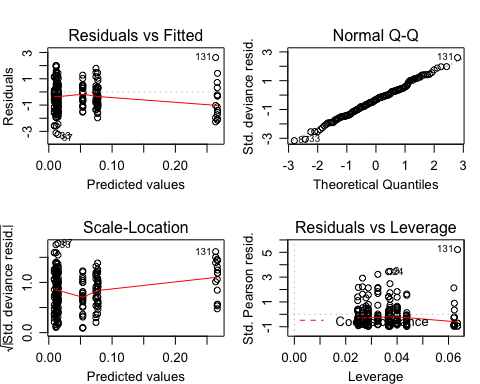 Residuals vs Fitted
Residuals
3
1
-1
-3
131
0.00
0.10
0.20
Predicted values
Normal Q-Q
Std. deviance resid.
3
1
-1
-3
131
-3
-2
-1
0
1
2
3
Theoretical Quantiles
Scale-Location
√|Std. deviance resid.|
1.0
0.0
131
0.00
0.10
0.20
Predicted values
Residuals vs Leverage
Std. Pearson resid.
5
3
1
-1
131
0.00
0.02
0.04
0.06
Leverage